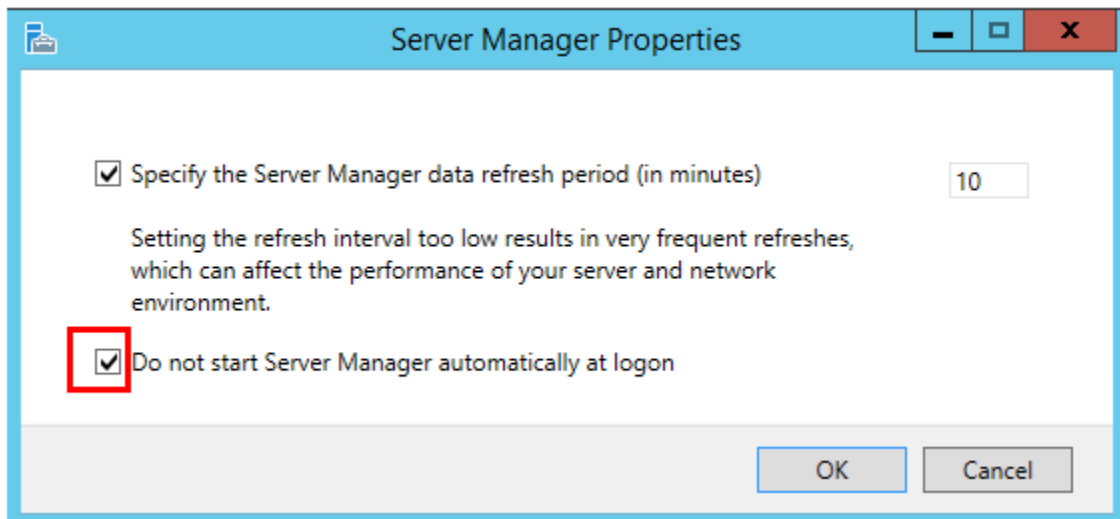 Server Manager Properties
Specify the Server Manager data refresh period (in minutes)
10
Setting the refresh interval too low results in very frequent refreshes,
which can affect the performance of your server and network
environment.
Do not start Server Manager automatically at logon
OK
Cancel